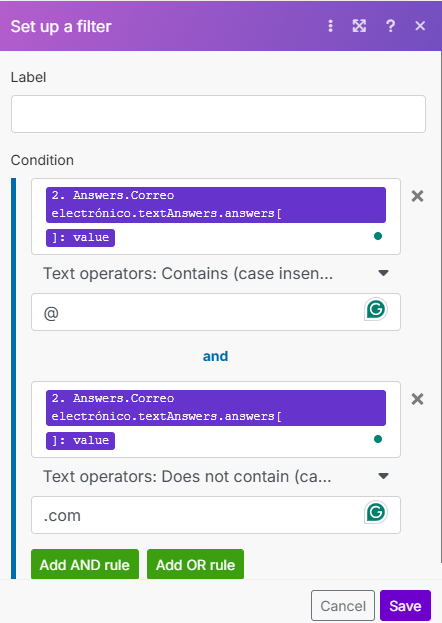 Set up a filter
Label
Condition
2. Answers.Correo
electrónico.textAnswers.answers[
]: value
Text operators: Contains (case insen...
@
and
2. Answers.Correo
electrónico.textAnswers.answers[
]: value
Text operators: Does not contain (ca...
.com
Add AND rule Add OR rule
Cancel Save